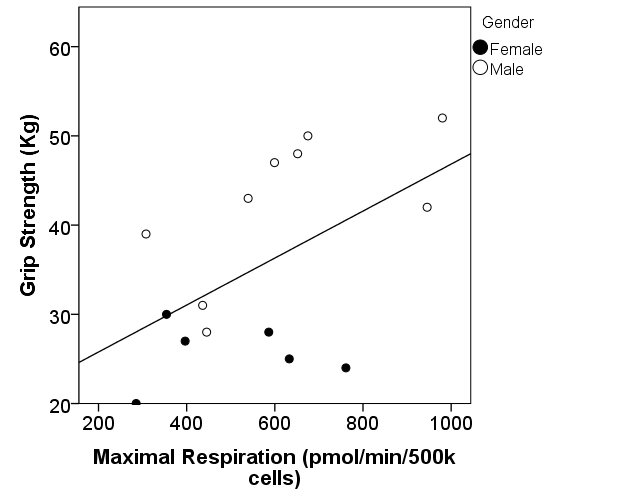 Gender
Female
Male
60
50
40
30
20
Grip Strength (Kg)
200 400 600 800 1000
Maximal Respiration (pmol/min/500k
cells)